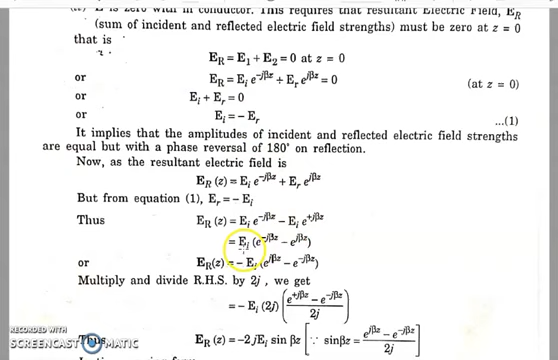 E is zero with in conductor. This requires that resultant Electric Field, E_R
(sum of incident and reflected electric field strengths) must be zero at z = 0
that is
E_R = E_1 + E_2 = 0 at z = 0
or E_R = E_i e^{-jβz} + E_r e^{jβz} = 0 (at z = 0)
or E_i + E_r = 0
or E_i = – E_r ...(1)
It implies that the amplitudes of incident and reflected electric field strengths
are equal but with a phase reversal of 180° on reflection.
Now, as the resultant electric field is
E_R (z) = E_i e^{-jβz} + E_r e^{jβz}
But from equation (1), E_r = – E_i
Thus E_R (z) = E_i e^{-jβz} – E_i e^{+jβz}
= E_i (e^{-jβz} – e^{jβz})
or E_R(z) = – E_i (e^{jβz} – e^{-jβz})
Multiply and divide R.H.S. by 2j, we get
= – E_i (2j) ( e^{+jβz} – e^{-jβz} / 2j )
RECORDED WITH
SCREENCAST MATIC
Thus E_R (z) = –2jE_i sin βz [ ∵ sinβz = e^{jβz} – e^{-jβz} / 2j ]